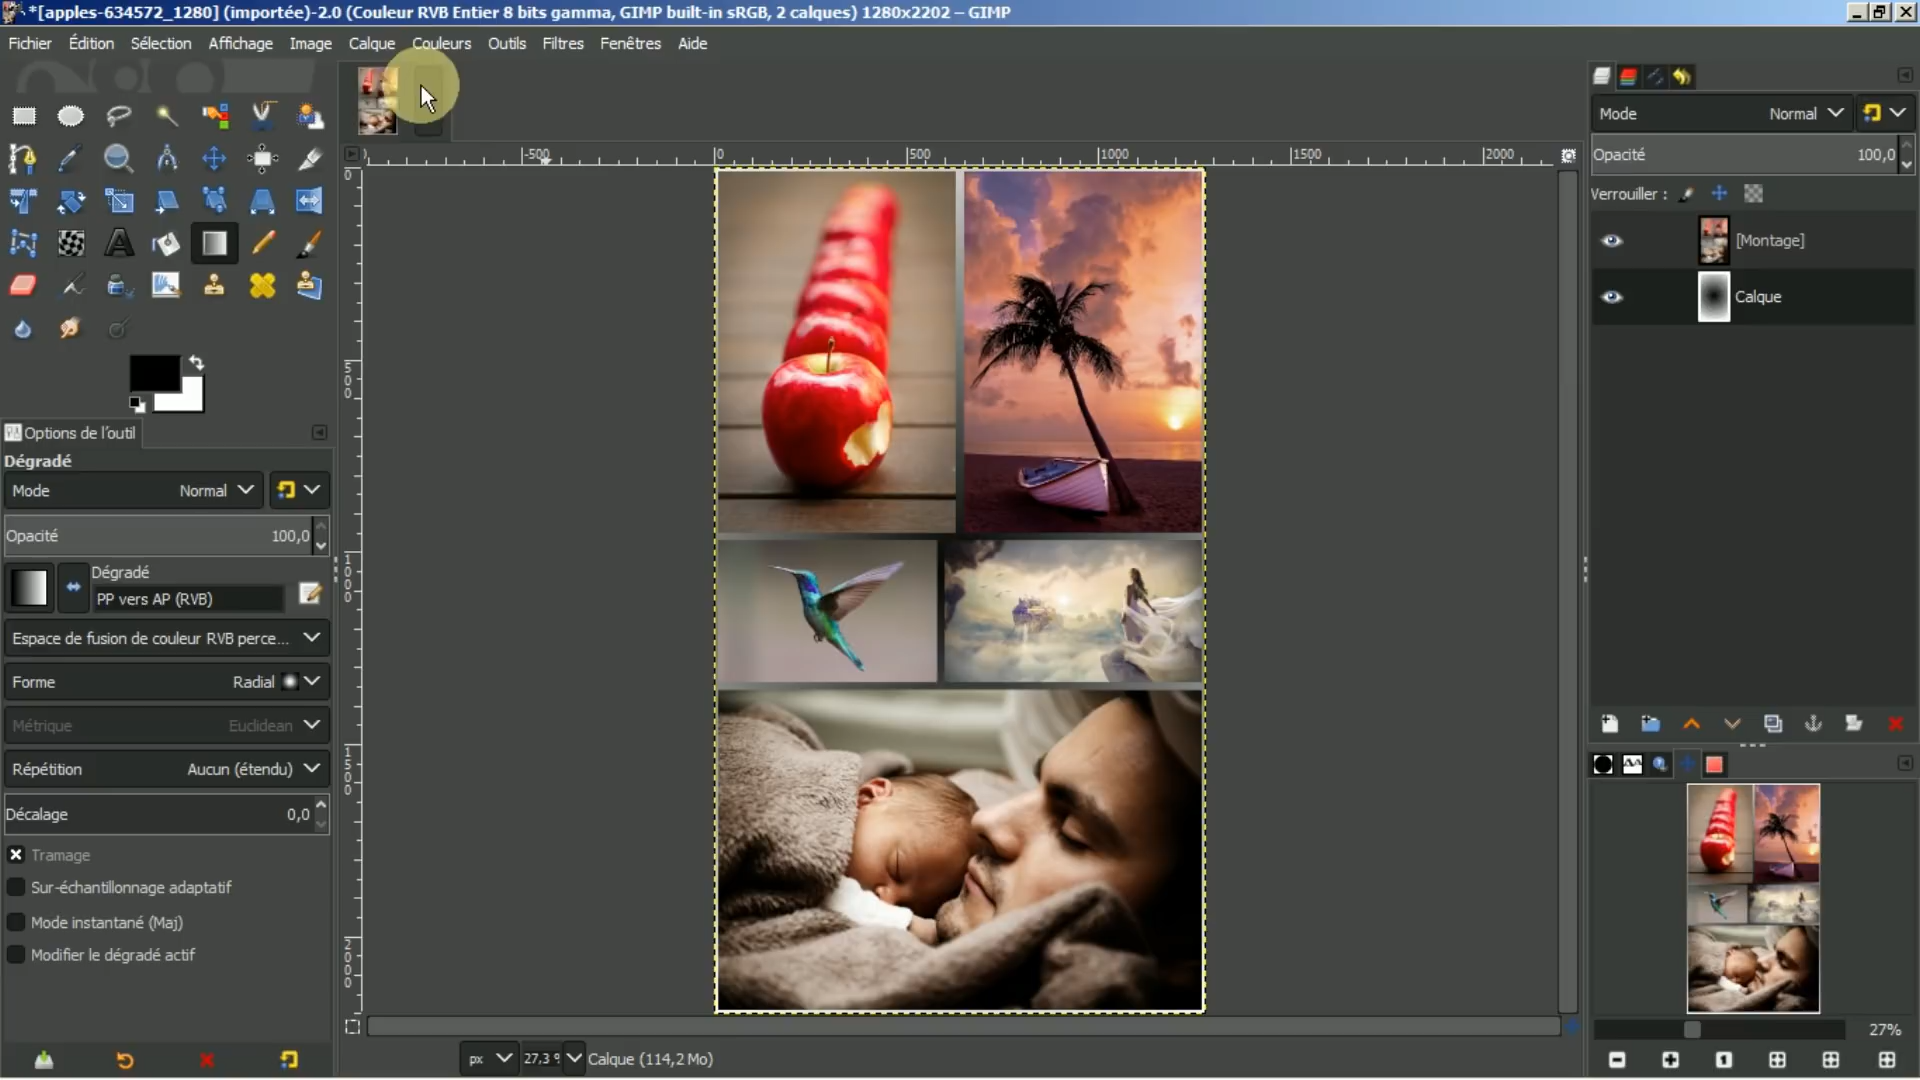 *[apples-634572_1280] (importée)-2.0 (Couleur RVB Entier 8 bits gamma, GIMP built-in sRGB, 2 calques) 1280x2202 – GIMP
Fichier Édition Sélection Affichage Image Calque Couleurs Outils Filtres Fenêtres Aide
-500 0 500 1000 1500 2000
0
500
1000
1500
2000
Options de l'outil
Dégradé
Mode Normal
Opacité 100,0
Dégradé
PP vers AP (RVB)
Espace de fusion de couleur RVB perce...
Forme Radial
Métrique Euclidean
Répétition Aucun (étendu)
Décalage 0,0
Tramage
Sur-échantillonnage adaptatif
Mode instantané (Maj)
Modifier le dégradé actif
px 27,3 Calque (114,2 Mo)
Mode Normal
Opacité 100,0
Verrouiller :
[Montage]
Calque
27%